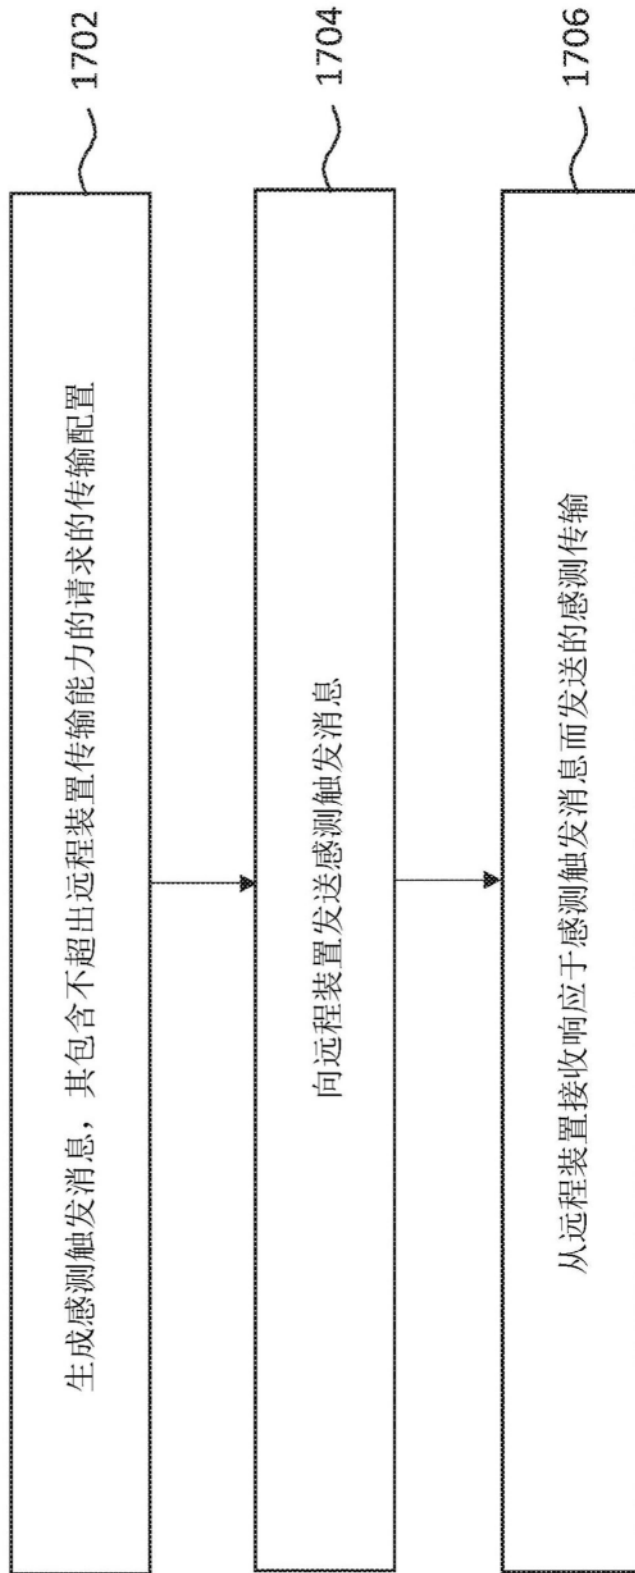 生成感测触发消息，其包含不超出远程装置传输能力的请求的传输配置
1702
向远程装置发送感测触发消息
1704
从远程装置接收响应于感测触发消息而发送的感测传输
1706